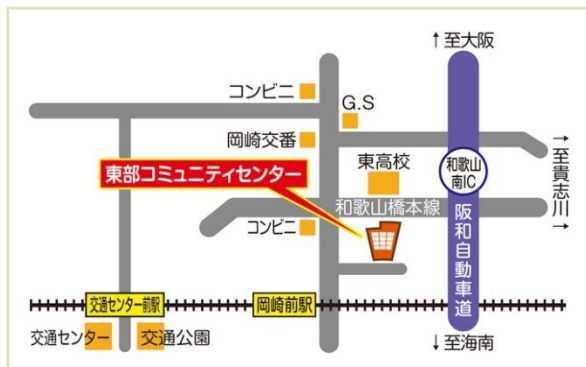 ↑至大阪
コンビニ
G.S
岡崎交番
東高校
和歌山
南IC
→至貴志川→
東部コミュニティセンター
和歌山橋本線
コンビニ
阪和自動車道
交通センター前駅
岡崎前駅
交通センター
交通公園
↓至海南